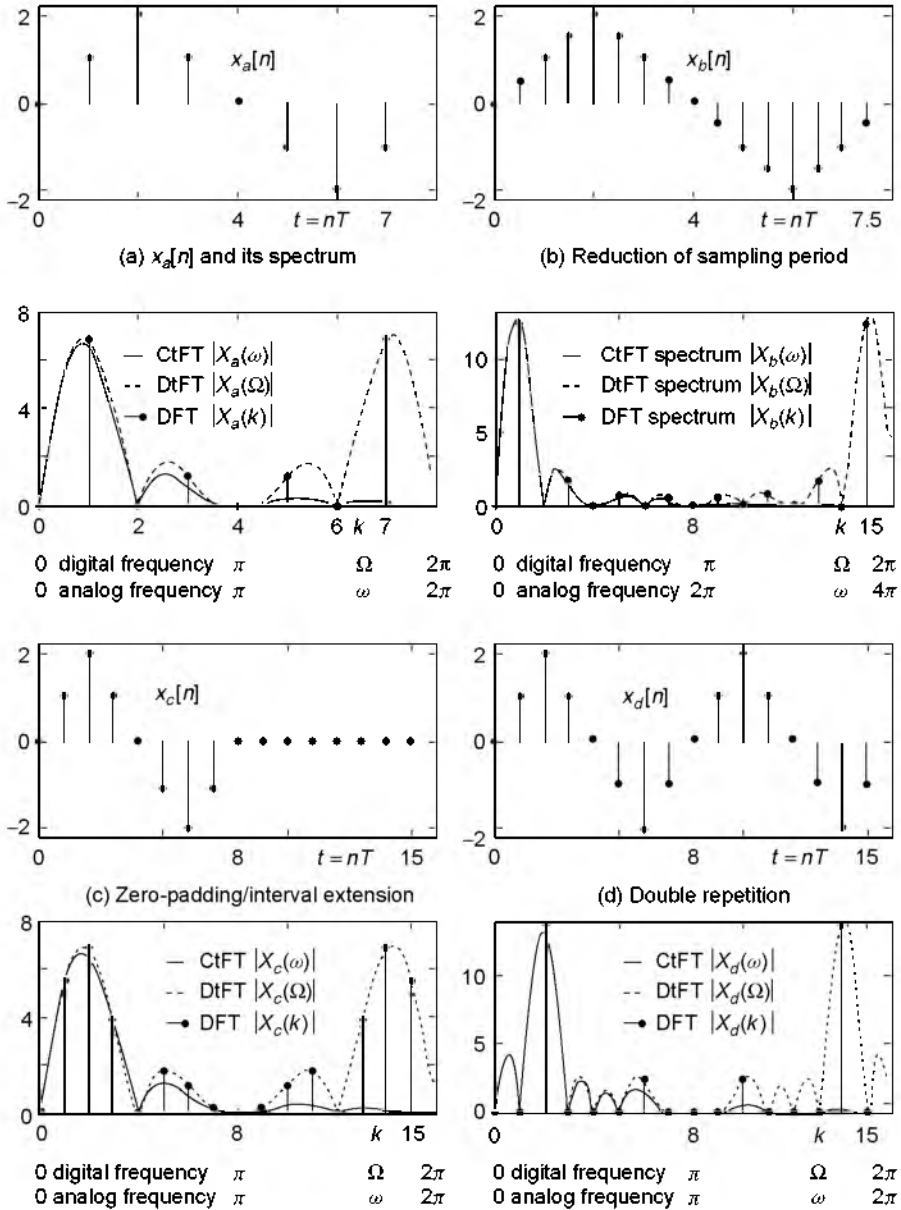 2
0
−2
x_a[n]
0 4 t = nT 7
(a) x_a[n] and its spectrum
2
0
−2
x_b[n]
0 4 t = nT 7.5
(b) Reduction of sampling period
8
4
0
CtFT |X_a(ω)|
DtFT |X_a(Ω)|
DFT |X_a(k)|
0 2 4 6 k 7
0 digital frequency π Ω 2π
0 analog frequency π ω 2π
10
5
0
CtFT spectrum |X_b(ω)|
DtFT spectrum |X_b(Ω)|
DFT spectrum |X_b(k)|
0 4 8 k 15
0 digital frequency π Ω 2π
0 analog frequency 2π ω 4π
2
0
−2
x_c[n]
0 8 t = nT 15
(c) Zero-padding/interval extension
2
0
−2
x_d[n]
0 8 t = nT 15
(d) Double repetition
8
4
0
CtFT |X_c(ω)|
DtFT |X_c(Ω)|
DFT |X_c(k)|
0 8 k 15
0 digital frequency π Ω 2π
0 analog frequency π ω 2π
10
5
0
CtFT |X_d(ω)|
DtFT |X_d(Ω)|
DFT |X_d(k)|
0 8 k 15
0 digital frequency π Ω 2π
0 analog frequency π ω 2π